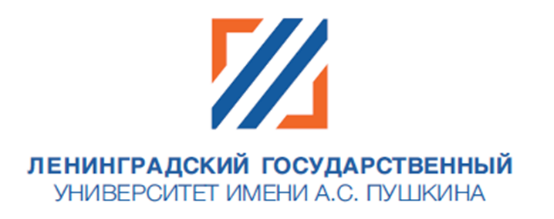 ЛЕНИНГРАДСКИЙ ГОСУДАРСТВЕННЫЙ
УНИВЕРСИТЕТ ИМЕНИ А.С. ПУШКИНА